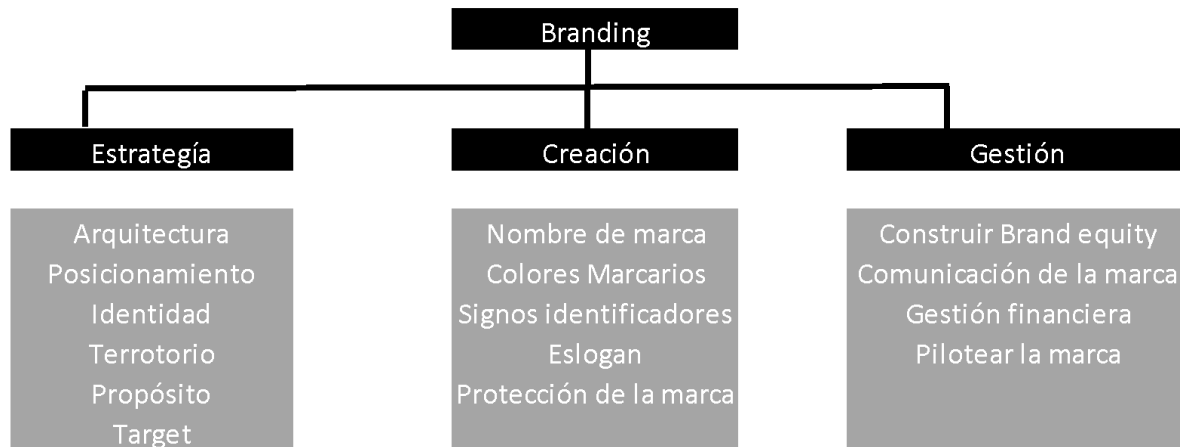 Branding
Estrategía
Creación
Gestión
Arquitectura
Posicionamiento
Identidad
Terrotorio
Propósito
Target
Nombre de marca
Colores Marcarios
Signos identificadores
Eslogan
Protección de la marca
Construir Brand equity
Comunicación de la marca
Gestión financiera
Pilotear la marca